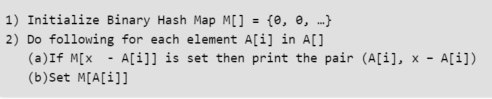 1) Initialize Binary Hash Map M[] = {0, 0, …}
2) Do following for each element A[i] in A[]
(a)If M[x - A[i]] is set then print the pair (A[i], x – A[i])
(b)Set M[A[i]]